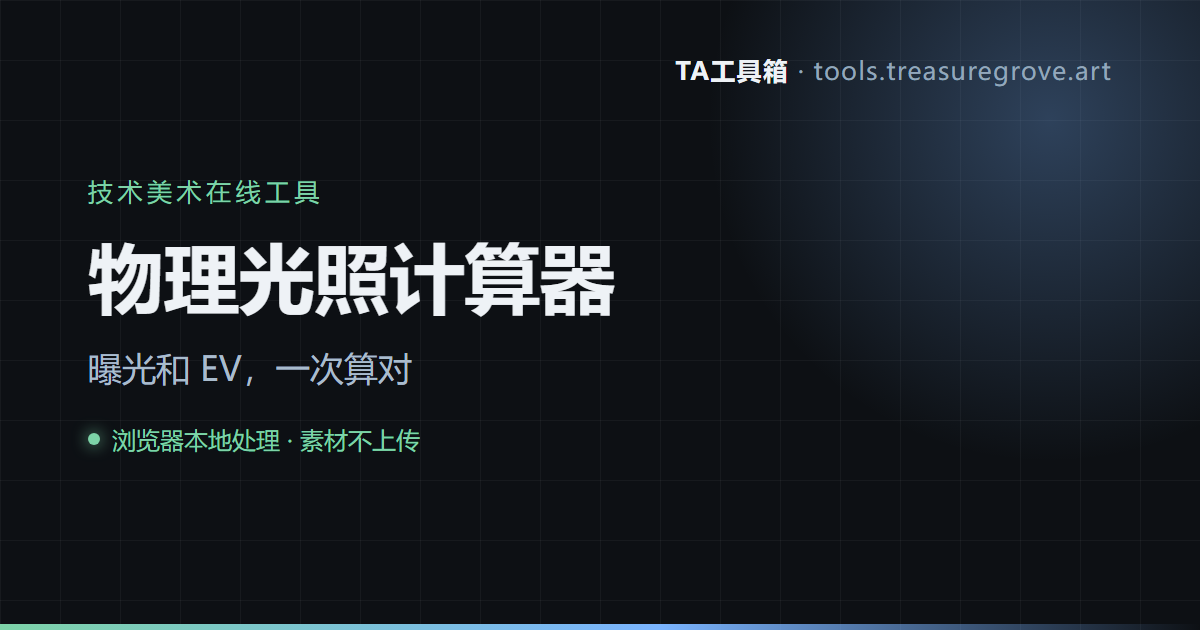 TA工具箱 · tools.treasuregrove.art
技术美术在线工具
物理光照计算器
曝光和 EV，一次算对
浏览器本地处理 · 素材不上传